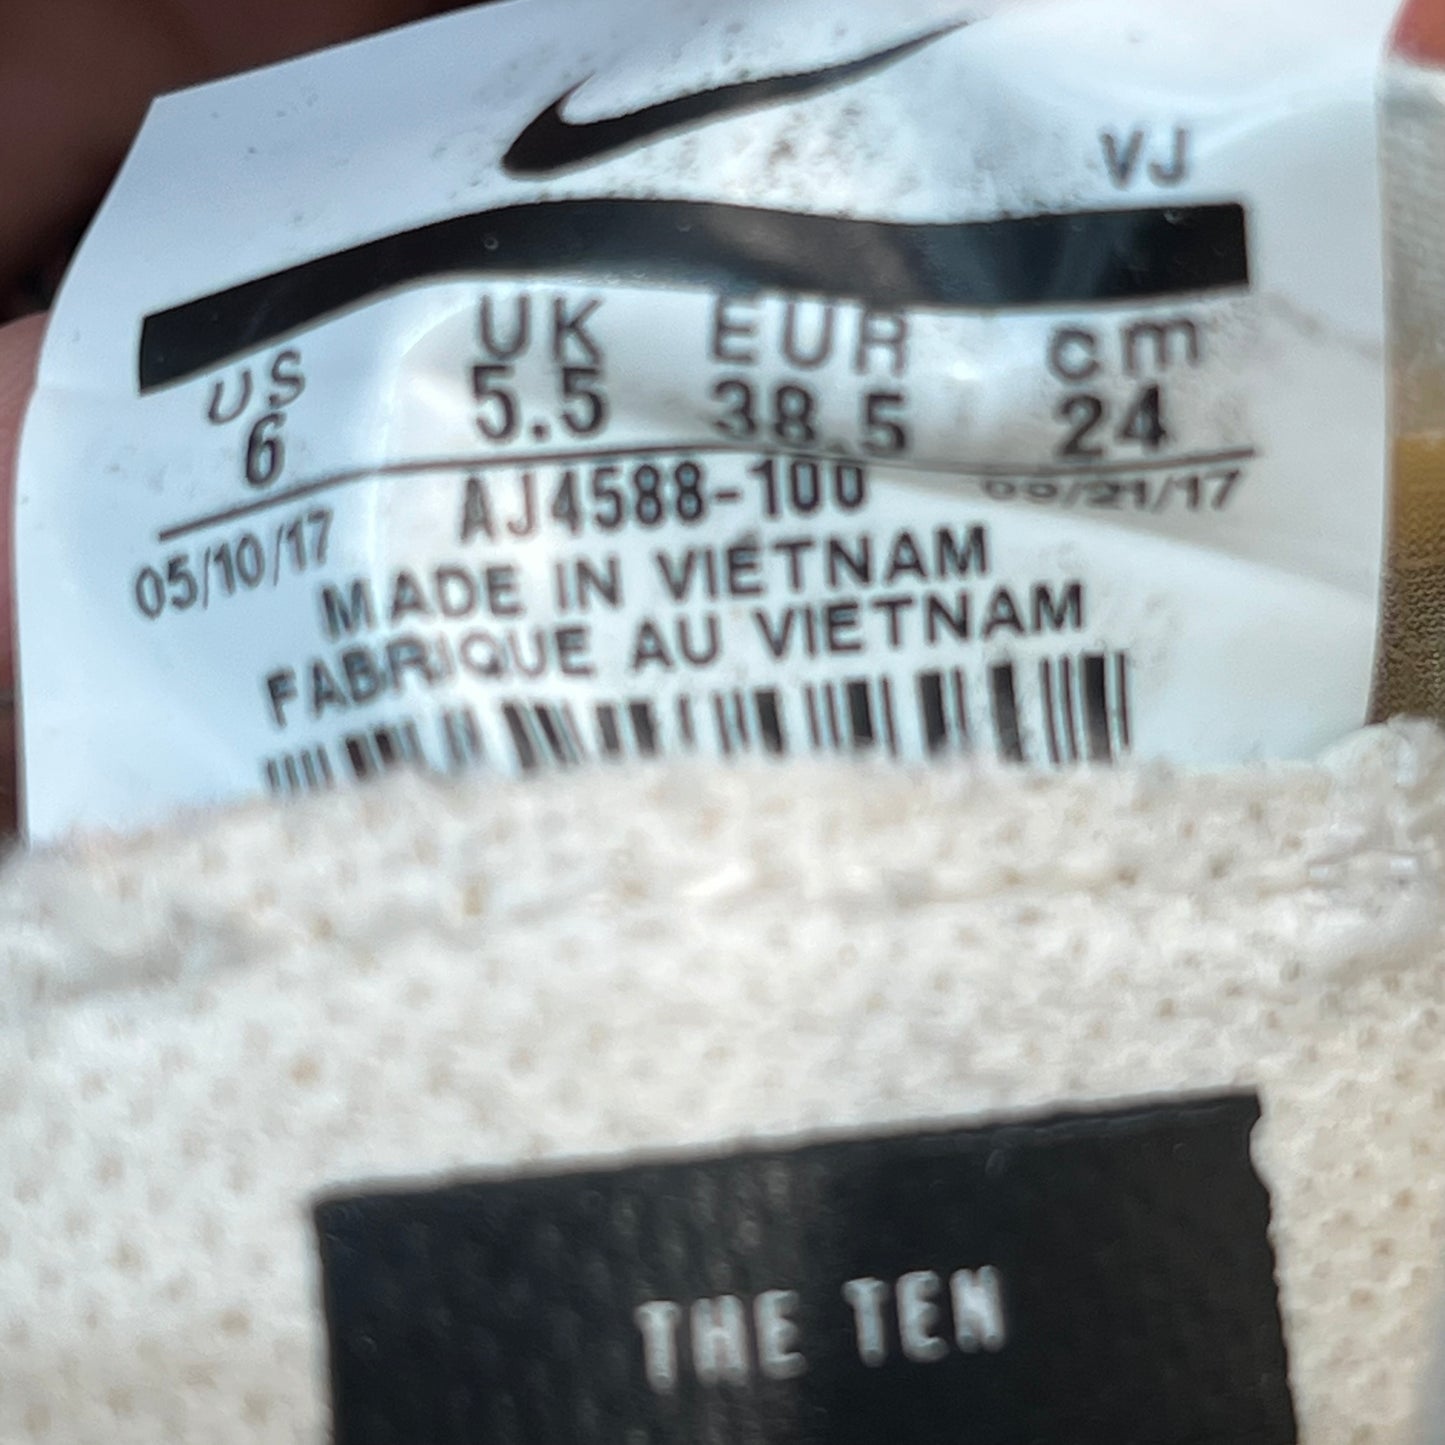 VJ
US UK EUR cm
6 5.5 38.5 24
05/10/17 AJ4588-100
MADE IN VIETNAM
FABRIQUE AU VIETNAM
THE TEN